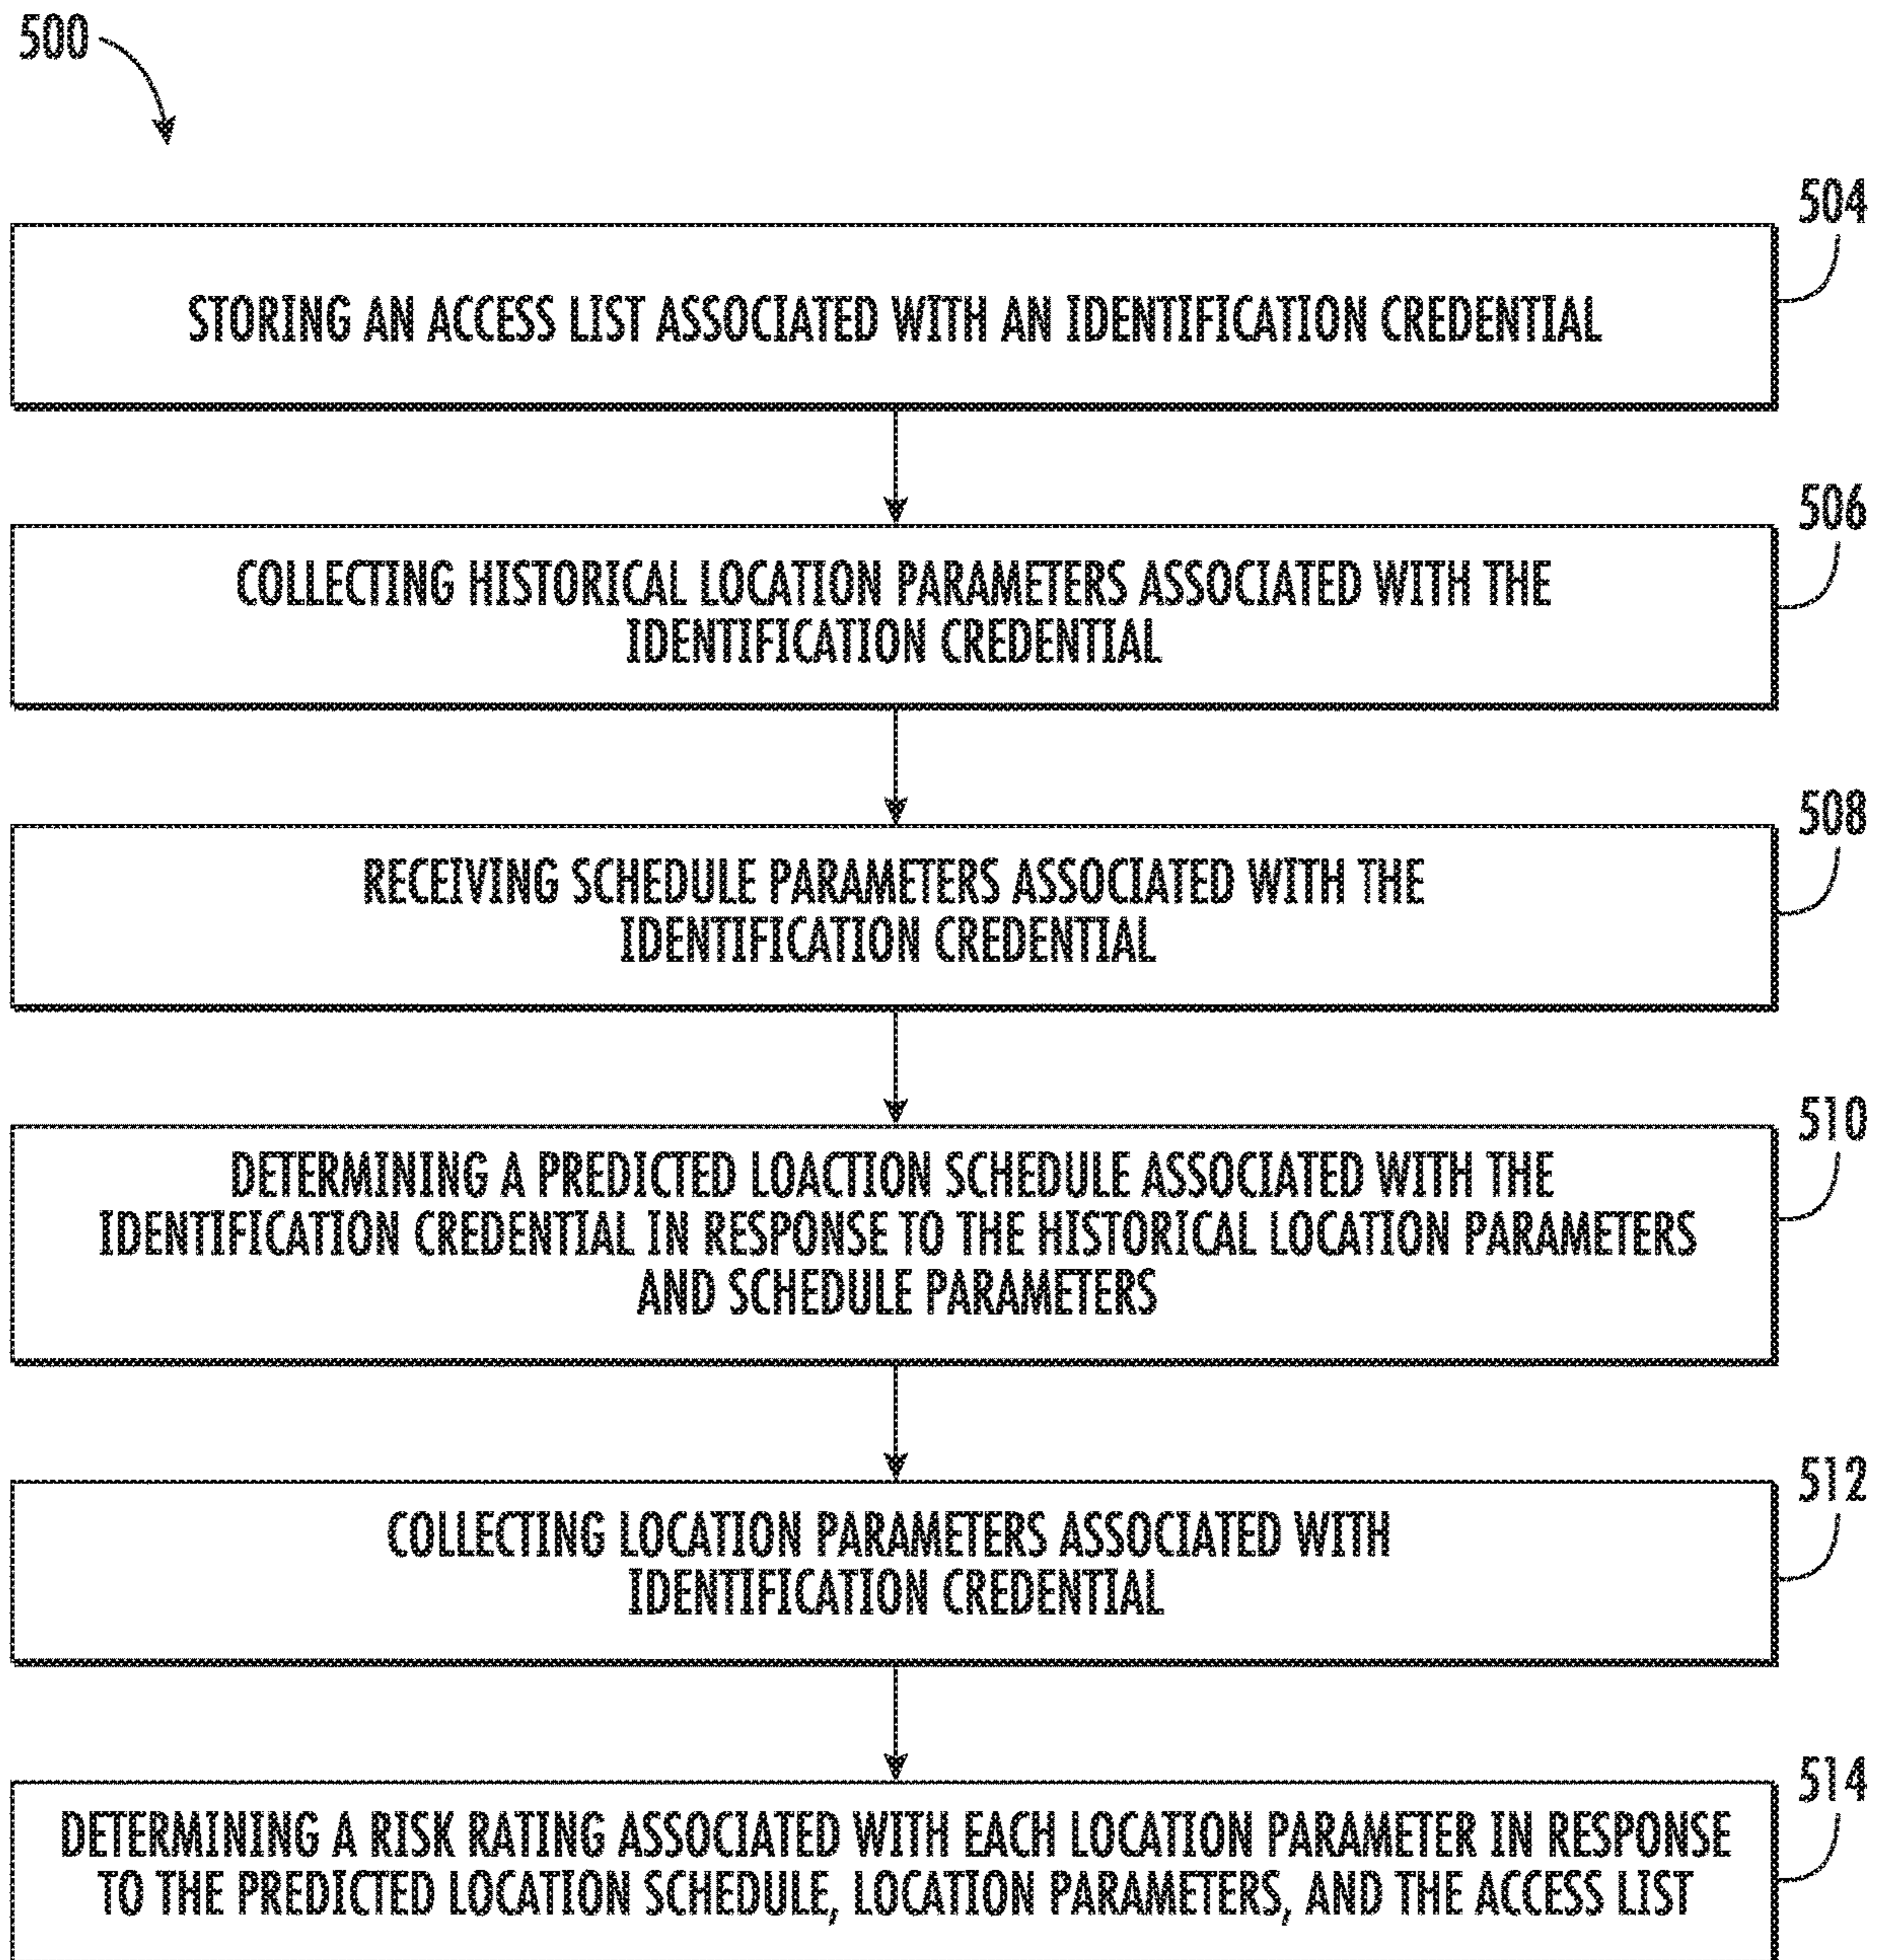 500
504
STORING AN ACCESS LIST ASSOCIATED WITH AN IDENTIFICATION CREDENTIAL
506
COLLECTING HISTORICAL LOCATION PARAMETERS ASSOCIATED WITH THE
IDENTIFICATION CREDENTIAL
508
RECEIVING SCHEDULE PARAMETERS ASSOCIATED WITH THE
IDENTIFICATION CREDENTIAL
510
DETERMINING A PREDICTED LOACTION SCHEDULE ASSOCIATED WITH THE
IDENTIFICATION CREDENTIAL IN RESPONSE TO THE HISTORICAL LOCATION PARAMETERS
AND SCHEDULE PARAMETERS
512
COLLECTING LOCATION PARAMETERS ASSOCIATED WITH
IDENTIFICATION CREDENTIAL
514
DETERMINING A RISK RATING ASSOCIATED WITH EACH LOCATION PARAMETER IN RESPONSE
TO THE PREDICTED LOCATION SCHEDULE, LOCATION PARAMETERS, AND THE ACCESS LIST